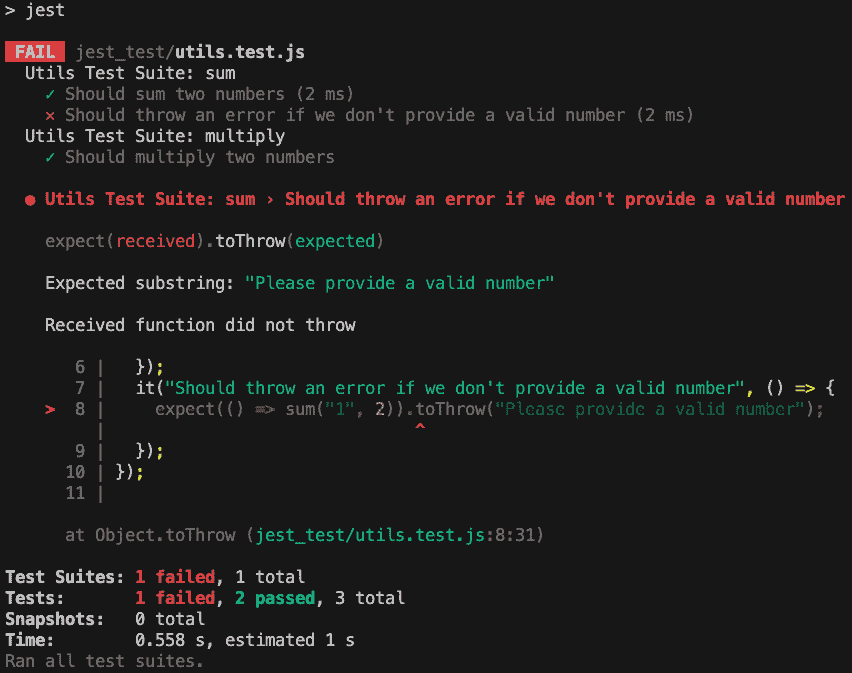 > jest
FAIL jest_test/utils.test.js
Utils Test Suite: sum
✓ Should sum two numbers (2 ms)
✕ Should throw an error if we don't provide a valid number (2 ms)
Utils Test Suite: multiply
✓ Should multiply two numbers
● Utils Test Suite: sum › Should throw an error if we don't provide a valid number
expect(received).toThrow(expected)
Expected substring: "Please provide a valid number"
Received function did not throw
6 |   });
7 |   it("Should throw an error if we don't provide a valid number", () => {
> 8 |     expect(() => sum("1", 2)).toThrow("Please provide a valid number");
|                               ^
9 |   });
10 | });
11 |
at Object.toThrow (jest_test/utils.test.js:8:31)
Test Suites: 1 failed, 1 total
Tests:       1 failed, 2 passed, 3 total
Snapshots:   0 total
Time:        0.558 s, estimated 1 s
Ran all test suites.